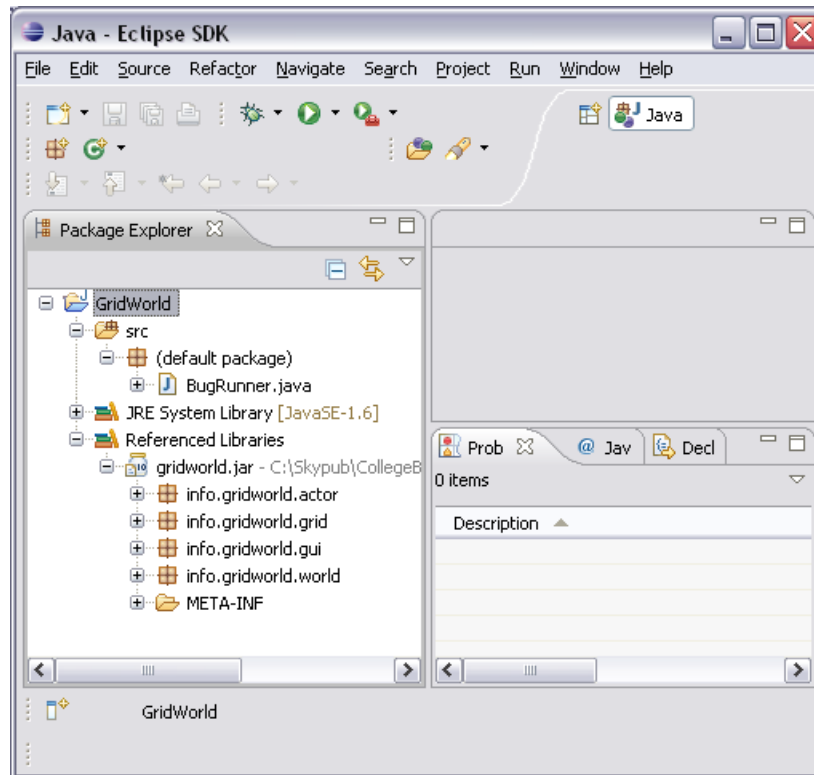 Java - Eclipse SDK
File Edit Source Refactor Navigate Search Project Run Window Help
Java
Package Explorer
GridWorld
src
(default package)
BugRunner.java
JRE System Library [JavaSE-1.6]
Referenced Libraries
gridworld.jar - C:\Skypub\CollegeB
info.gridworld.actor
info.gridworld.grid
info.gridworld.gui
info.gridworld.world
META-INF
Prob @ Jav Decl
0 items
Description
GridWorld